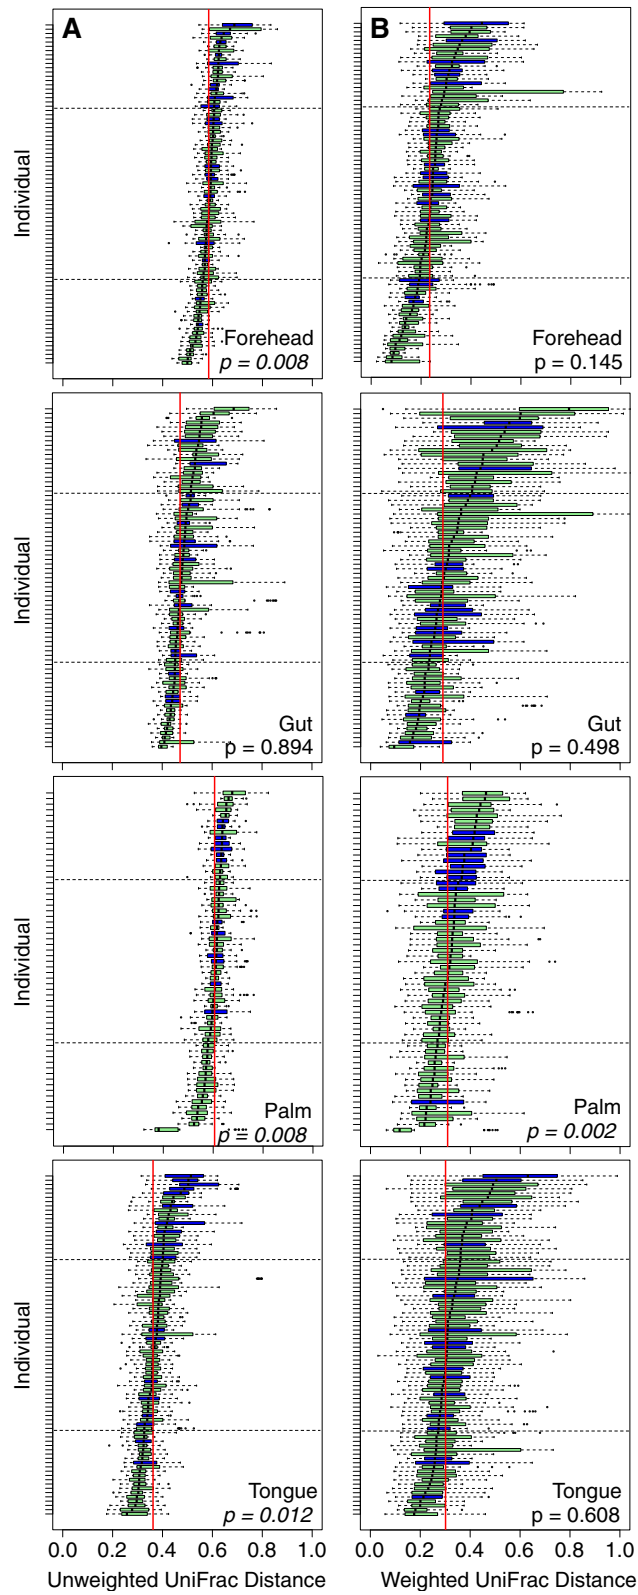 A
B
Individual
Forehead
p = 0.008
Forehead
p = 0.145
Individual
Gut
p = 0.894
Gut
p = 0.498
Individual
Palm
p = 0.008
Palm
p = 0.002
Individual
Tongue
p = 0.012
Tongue
p = 0.608
0.0 0.2 0.4 0.6 0.8 1.0
0.0 0.2 0.4 0.6 0.8 1.0
Unweighted UniFrac Distance
Weighted UniFrac Distance